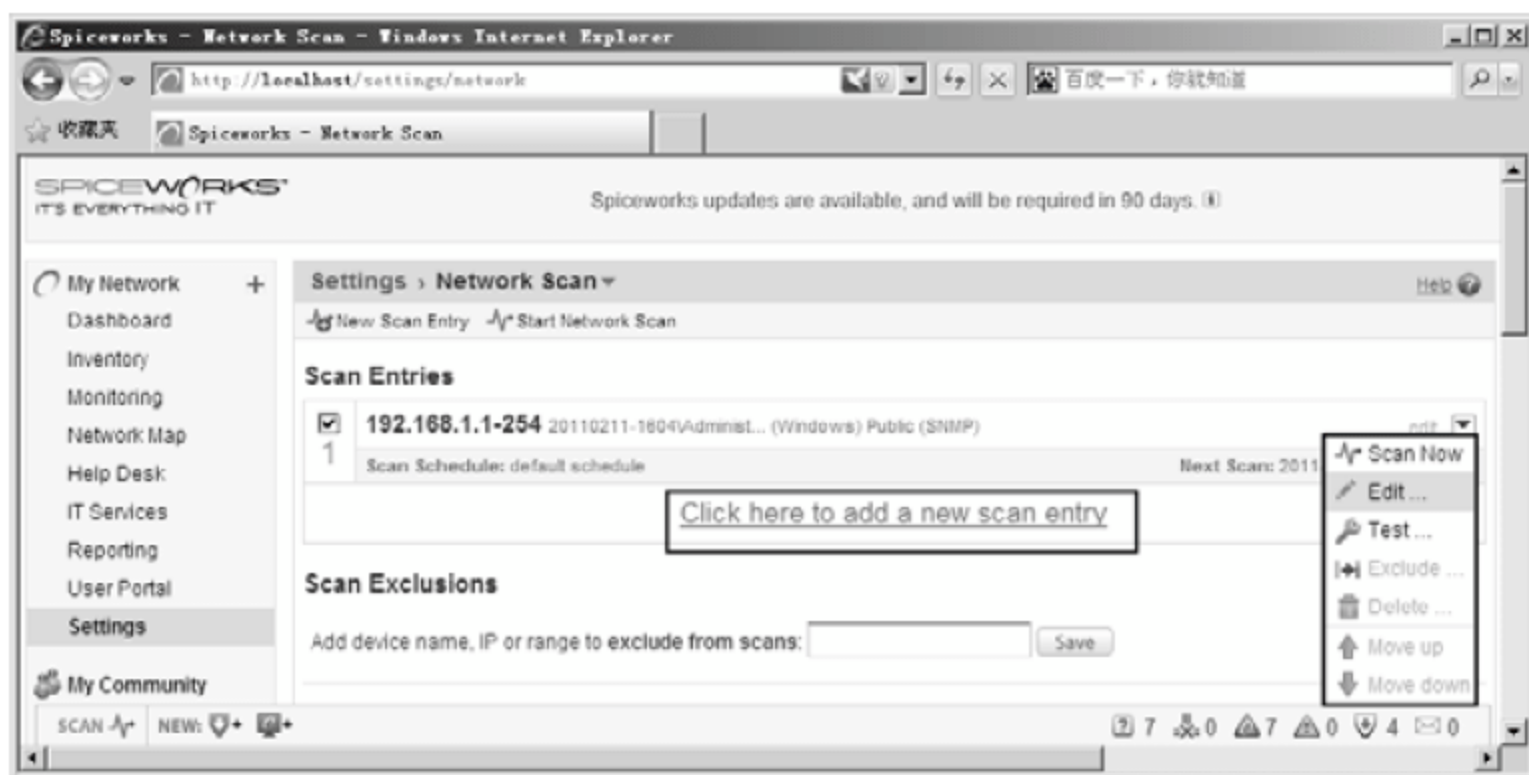 Spiceworks - Network Scan - Windows Internet Explorer
http://localhost/settings/network
百度一下，你就知道
收藏夹
Spiceworks - Network Scan
SPICEWORKS
IT'S EVERYTHING IT
Spiceworks updates are available, and will be required in 90 days.
My Network +
Dashboard
Inventory
Monitoring
Network Map
Help Desk
IT Services
Reporting
User Portal
Settings
My Community
Settings › Network Scan
Help
New Scan Entry Start Network Scan
Scan Entries
192.168.1.1-254 20110211-1604\Administ... (Windows) Public (SNMP)
edit
1
Scan Schedule: default schedule
Next Scan: 2011
Click here to add a new scan entry
Scan Now
Edit ...
Test ...
Exclude ...
Delete ...
Move up
Move down
Scan Exclusions
Add device name, IP or range to exclude from scans:
Save
SCAN NEW:
7 0 7 0 4 0